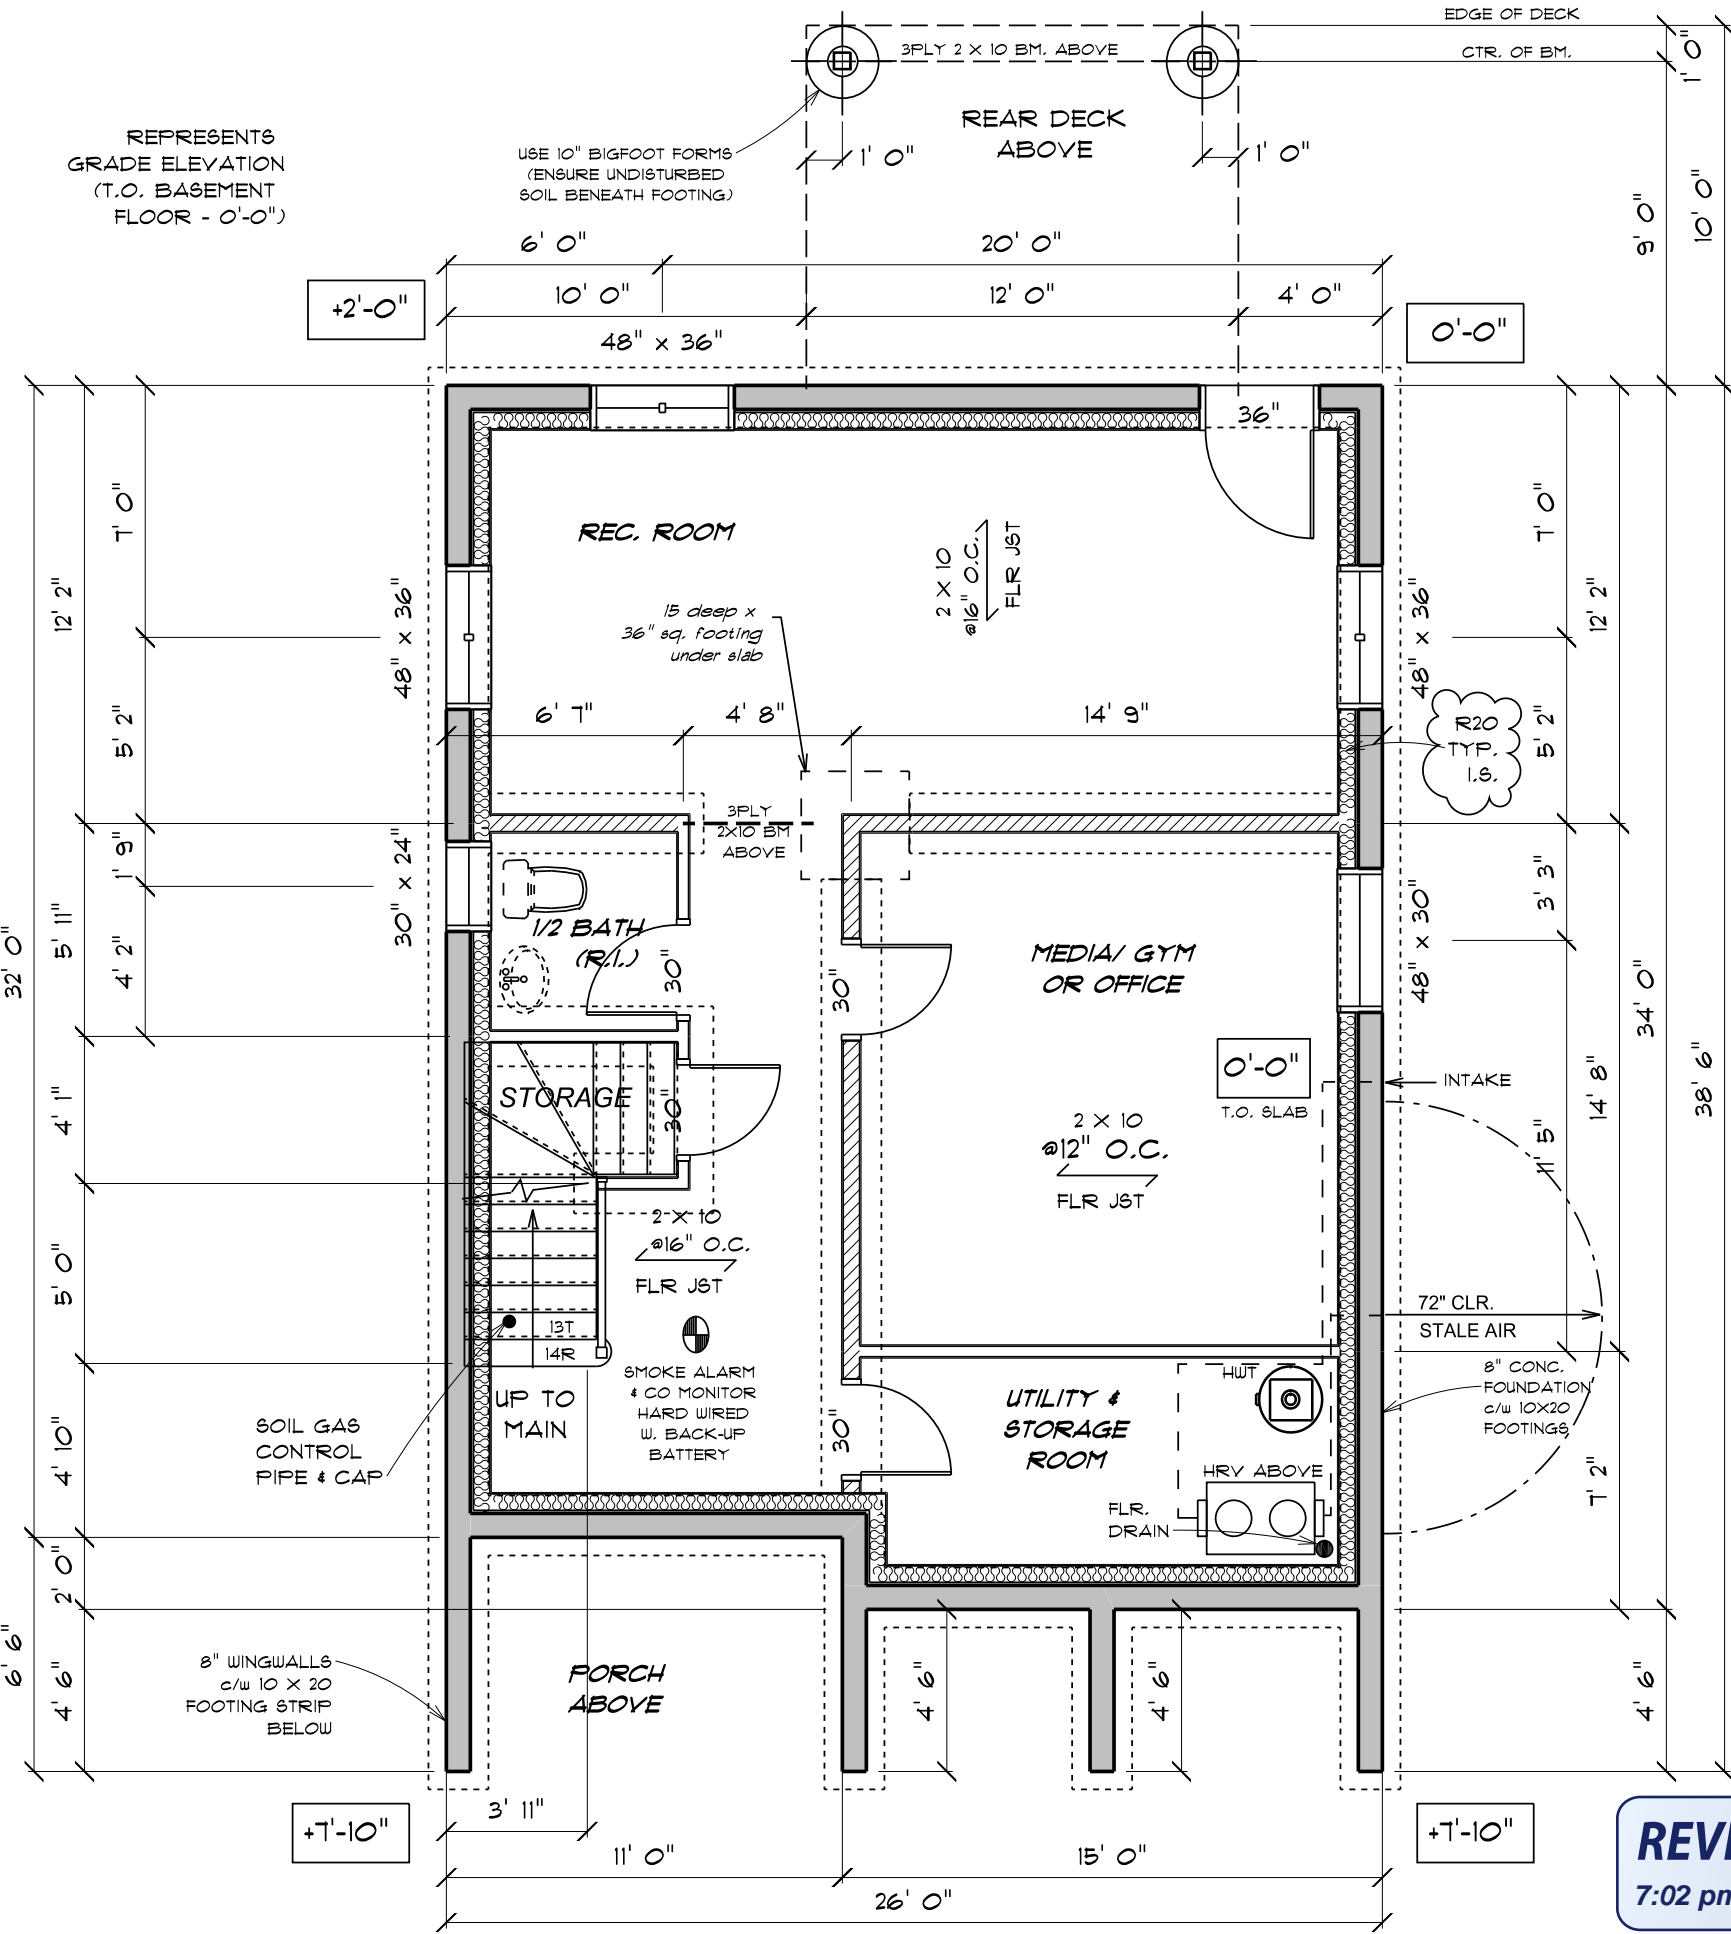 EDGE OF DECK
1' 0"
3PLY 2 X 10 BM. ABOVE
CTR. OF BM.
REAR DECK
ABOVE
REPRESENTS
GRADE ELEVATION
(T.O. BASEMENT
FLOOR - 0'-0")
USE 10" BIGFOOT FORMS
(ENSURE UNDISTURBED
SOIL BENEATH FOOTING)
1' 0"
1' 0"
9' 0"
10' 0"
6' 0"
20' 0"
10' 0"
12' 0"
4' 0"
+2'-0"
0'-0"
48" x 36"
36"
7' 0"
7' 0"
REC. ROOM
2 X 10
@16" O.C.
FLR JST
12' 2"
48" x 36"
15 deep x
36" sq. footing
under slab
48" x 36"
12' 2"
5' 2"
6' 7"
4' 8"
14' 9"
R20
TYP.
I.S.
5' 2"
3PLY
2X10 BM
ABOVE
1' 9"
30" x 24"
1/2 BATH
(R.I.)
30"
30"
MEDIA/ GYM
OR OFFICE
48" x 30"
3' 3"
32' 0"
5' 11"
4' 2"
34' 0"
38' 6"
4' 1"
STORAGE
30"
0'-0"
T.O. SLAB
INTAKE
2 X 10
@12" O.C.
FLR JST
11' 5"
14' 8"
5' 0"
2 X 10
@16" O.C.
FLR JST
13T
14R
72" CLR.
STALE AIR
SMOKE ALARM
& CO MONITOR
HARD WIRED
W. BACK-UP
BATTERY
UP TO
MAIN
UTILITY &
STORAGE
ROOM
HWT
8" CONC.
FOUNDATION
c/w 10X20
FOOTINGS
SOIL GAS
CONTROL
PIPE & CAP
4' 10"
30"
HRV ABOVE
FLR.
DRAIN
7' 2"
2' 0"
6' 6"
4' 6"
8" WINGWALLS
c/w 10 X 20
FOOTING STRIP
BELOW
PORCH
ABOVE
4' 6"
4' 6"
4' 6"
+7'-10"
3' 11"
+7'-10"
11' 0"
15' 0"
26' 0"
7:02 pm